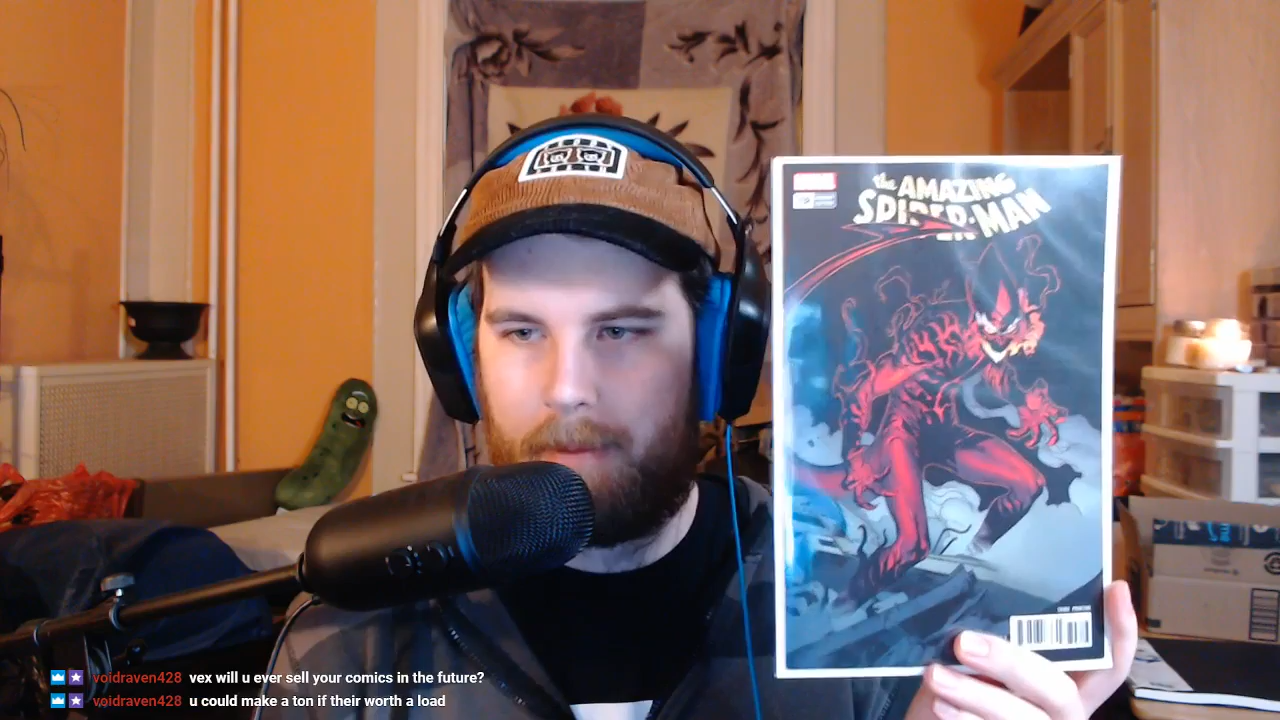 MARVEL
the AMAZING
SPIDER-MAN
voidraven428 vex will u ever sell your comics in the future?
voidraven428 u could make a ton if their worth a load